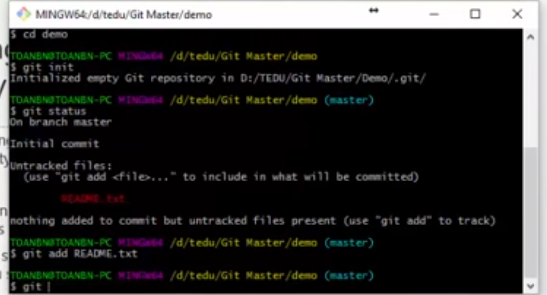 MINGW64:/d/tedu/Git Master/demo
$ cd demo
TOANBN@TOANBN-PC MINGW64 /d/tedu/Git Master/demo
$ git init
Initialized empty Git repository in D:/TEDU/Git Master/Demo/.git/
TOANBN@TOANBN-PC MINGW64 /d/tedu/Git Master/demo (master)
$ git status
On branch master
Initial commit
Untracked files:
(use "git add <file>..." to include in what will be committed)
README.txt
nothing added to commit but untracked files present (use "git add" to track)
TOANBN@TOANBN-PC MINGW64 /d/tedu/Git Master/demo (master)
$ git add README.txt
TOANBN@TOANBN-PC MINGW64 /d/tedu/Git Master/demo (master)
$ git